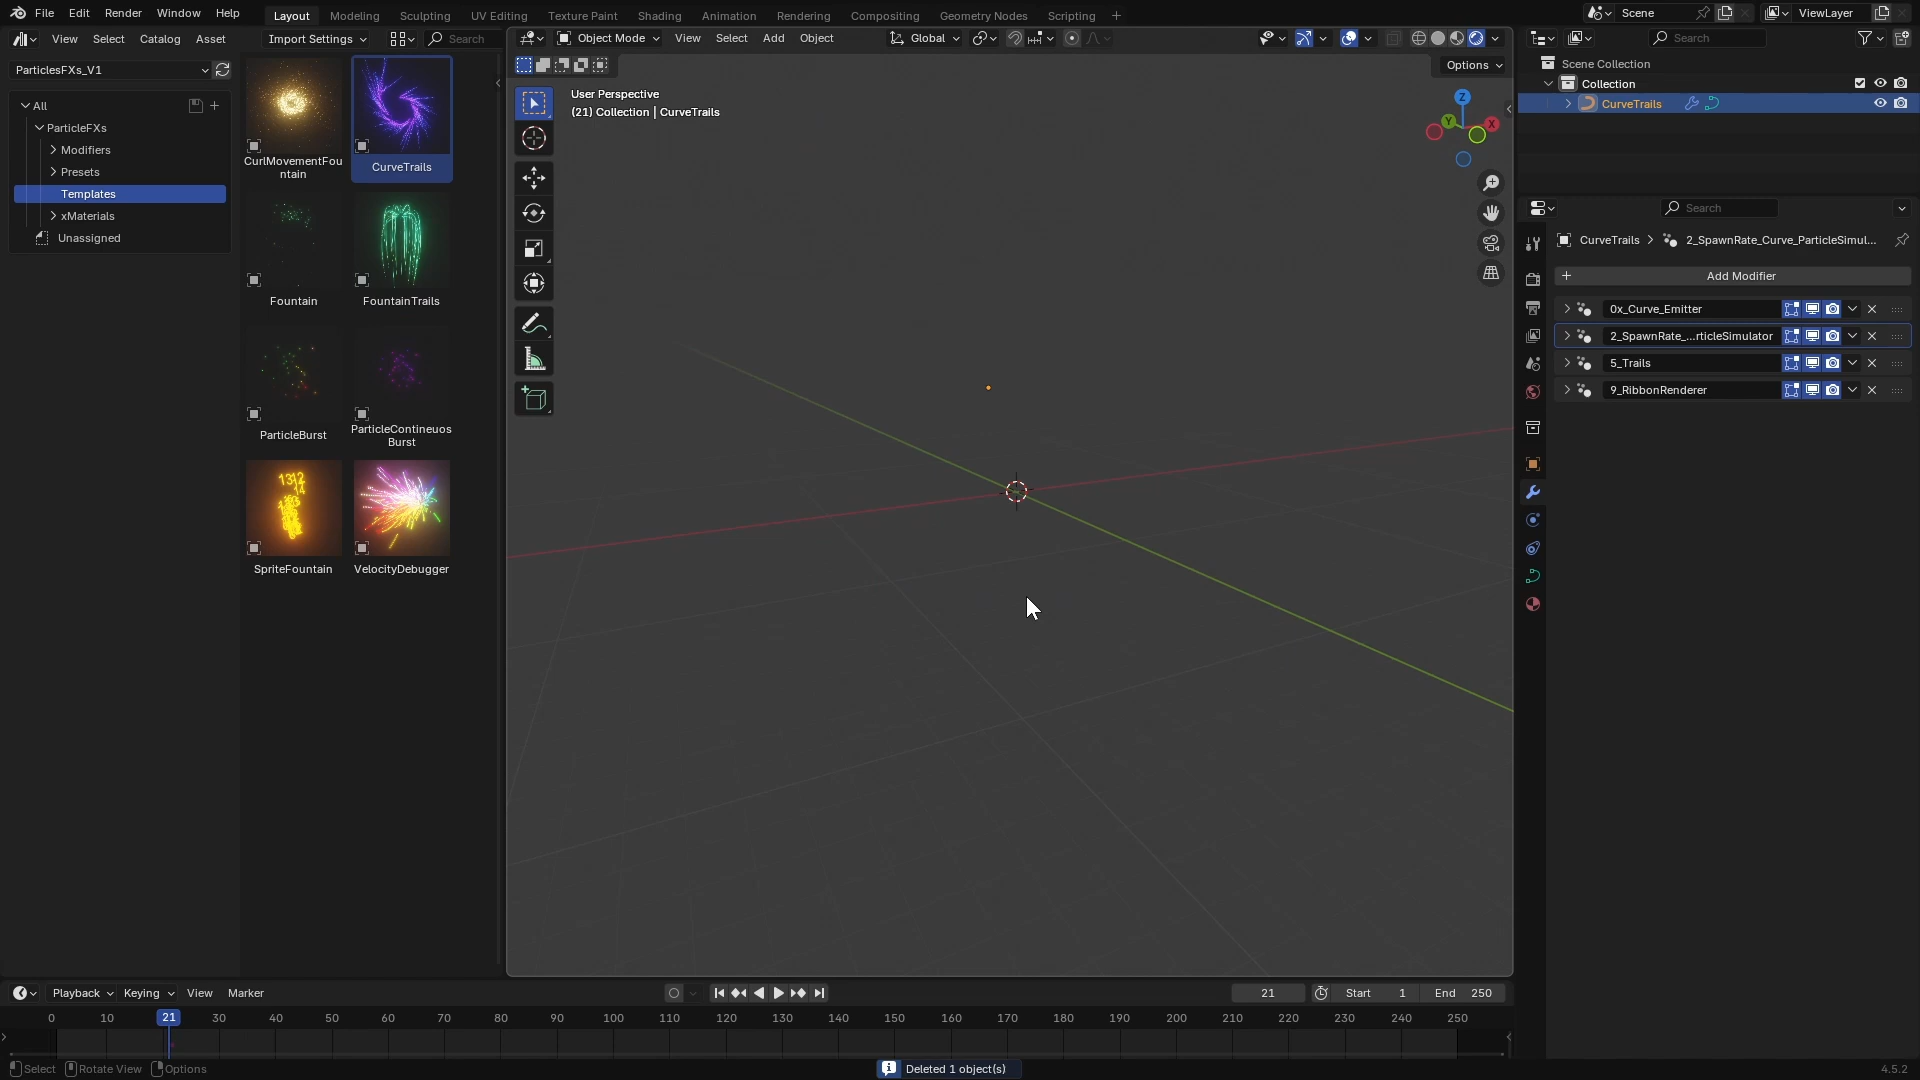 File Edit Render Window Help
Layout Modeling Sculpting UV Editing Texture Paint Shading Animation Rendering Compositing Geometry Nodes Scripting +
Scene ViewLayer
View Select Catalog Asset Import Settings Search
Object Mode View Select Add Object Global
Search
ParticlesFXs_V1
Options
All
ParticleFXs
Modifiers
Presets
Templates
xMaterials
Unassigned
CurlMovementFou
ntain
CurveTrails
Fountain
FountainTrails
ParticleBurst
ParticleContineuos
Burst
SpriteFountain
VelocityDebugger
User Perspective
(21) Collection | CurveTrails
Z
Y
X
Scene Collection
Collection
CurveTrails
Search
CurveTrails > 2_SpawnRate_Curve_ParticleSimul...
+ Add Modifier
0x_Curve_Emitter
2_SpawnRate_...rticleSimulator
5_Trails
9_RibbonRenderer
Playback Keying View Marker
21 Start 1 End 250
0 10 21 30 40 50 60 70 80 90 100 110 120 130 140 150 160 170 180 190 200 210 220 230 240 250
Select Rotate View Options
Deleted 1 object(s)
4.5.2